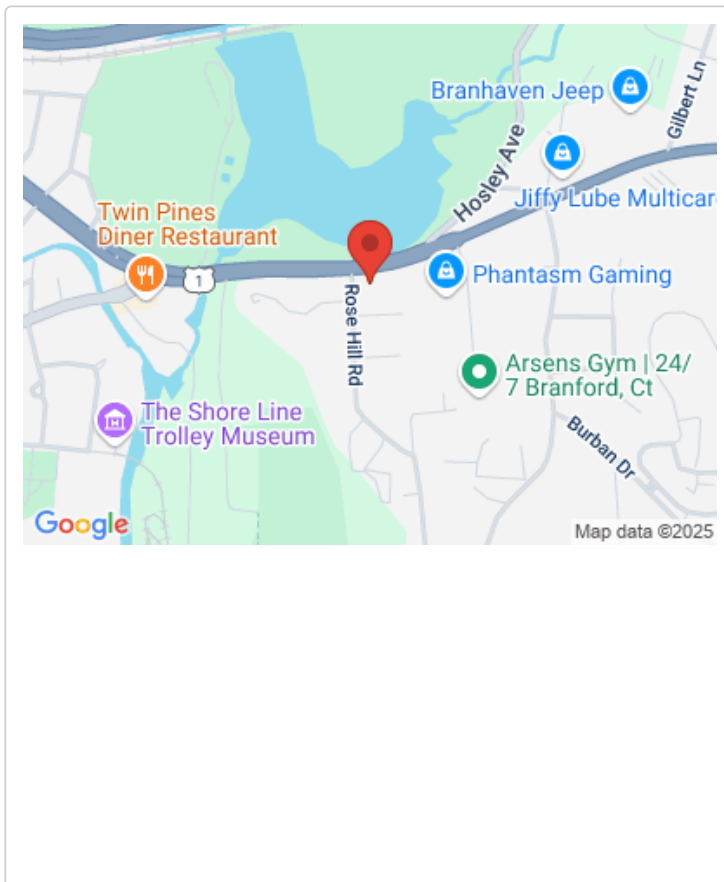 Branhaven Jeep
Gilbert Ln
Hosley Ave
Jiffy Lube Multicar
Twin Pines
Diner Restaurant
1
Phantasm Gaming
Rose Hill Rd
Arsens Gym | 24/
7 Branford, Ct
The Shore Line
Trolley Museum
Burban Dr
Google
Map data ©2025